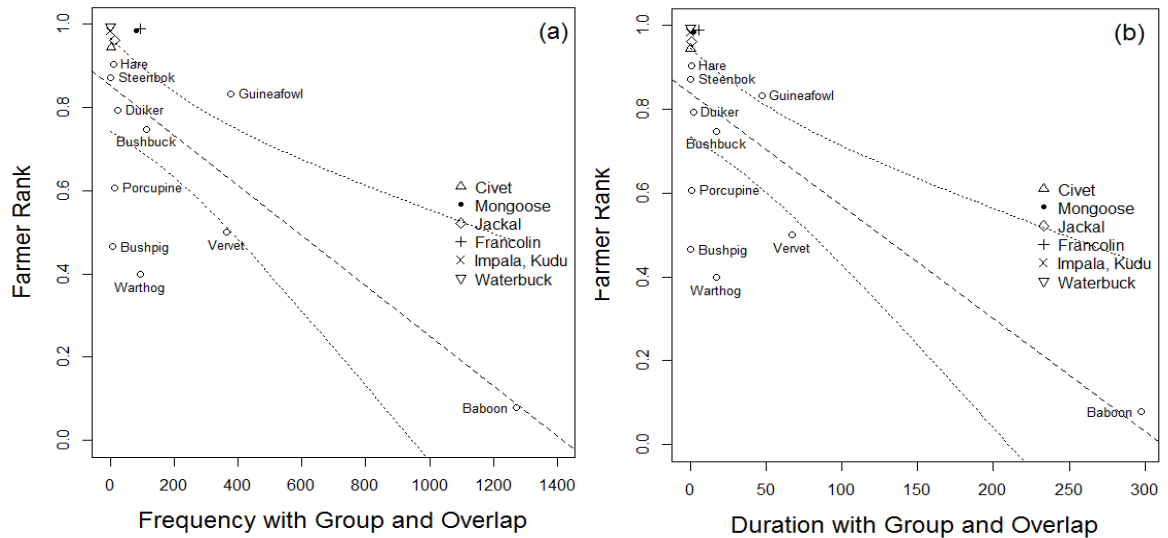 (a)
Farmer Rank
1.0
0.8
0.6
0.4
0.2
0.0
Hare
Steenbok
Guineafowl
Duiker
Bushbuck
Porcupine
Civet
Mongoose
Jackal
Francolin
Impala, Kudu
Waterbuck
Vervet
Bushpig
Warthog
Baboon
0 200 400 600 800 1000 1200 1400
Frequency with Group and Overlap
(b)
Farmer Rank
1.0
0.8
0.6
0.4
0.2
0.0
Hare
Steenbok
Guineafowl
Duiker
Bushbuck
Porcupine
Civet
Mongoose
Jackal
Francolin
Impala, Kudu
Waterbuck
Vervet
Bushpig
Warthog
Baboon
0 50 100 150 200 250 300
Duration with Group and Overlap